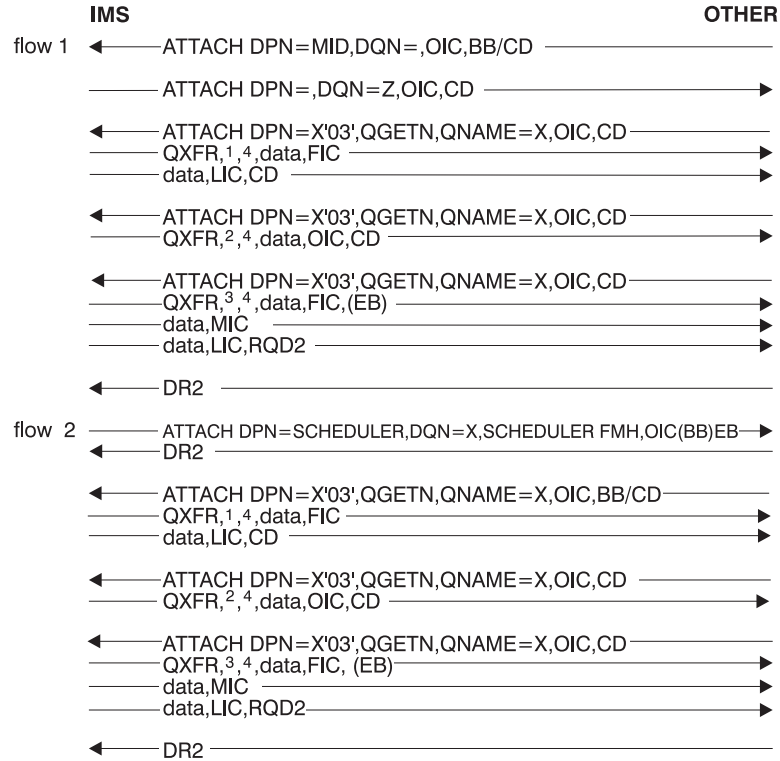 IMS OTHER
flow 1 ATTACH DPN=MID,DQN=,OIC,BB/CD
ATTACH DPN=,DQN=Z,OIC,CD
ATTACH DPN=X'03',QGETN,QNAME=X,OIC,CD
QXFR,1,4,data,FIC
data,LIC,CD
ATTACH DPN=X'03',QGETN,QNAME=X,OIC,CD
QXFR,2,4,data,OIC,CD
ATTACH DPN=X'03',QGETN,QNAME=X,OIC,CD
QXFR,3,4,data,FIC,(EB)
data,MIC
data,LIC,RQD2
DR2
flow 2 ATTACH DPN=SCHEDULER,DQN=X,SCHEDULER FMH,OIC(BB)EB
DR2
ATTACH DPN=X'03',QGETN,QNAME=X,OIC,BB/CD
QXFR,1,4,data,FIC
data,LIC,CD
ATTACH DPN=X'03',QGETN,QNAME=X,OIC,CD
QXFR,2,4,data,OIC,CD
ATTACH DPN=X'03',QGETN,QNAME=X,OIC,CD
QXFR,3,4,data,FIC, (EB)
data,MIC
data,LIC,RQD2
DR2